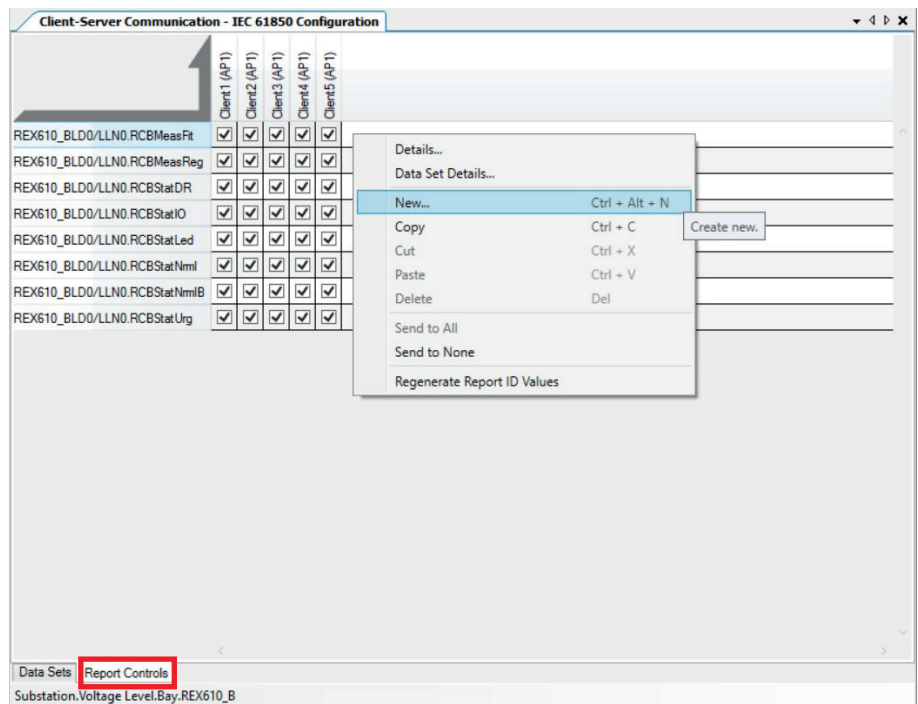 Client-Server Communication - IEC 61850 Configuration
Client1 (AP1)
Client2 (AP1)
Client3 (AP1)
Client4 (AP1)
Client5 (AP1)
REX610_BLD0/LLN0.RCBMeasFlt
REX610_BLD0/LLN0.RCBMeasReg
REX610_BLD0/LLN0.RCBStatDR
REX610_BLD0/LLN0.RCBStatIO
REX610_BLD0/LLN0.RCBStatLed
REX610_BLD0/LLN0.RCBStatNrml
REX610_BLD0/LLN0.RCBStatNrmlB
REX610_BLD0/LLN0.RCBStatUrg
Details...
Data Set Details...
New... Ctrl + Alt + N
Create new.
Copy Ctrl + C
Cut Ctrl + X
Paste Ctrl + V
Delete Del
Send to All
Send to None
Regenerate Report ID Values
Data Sets Report Controls
Substation.Voltage Level.Bay.REX610_B